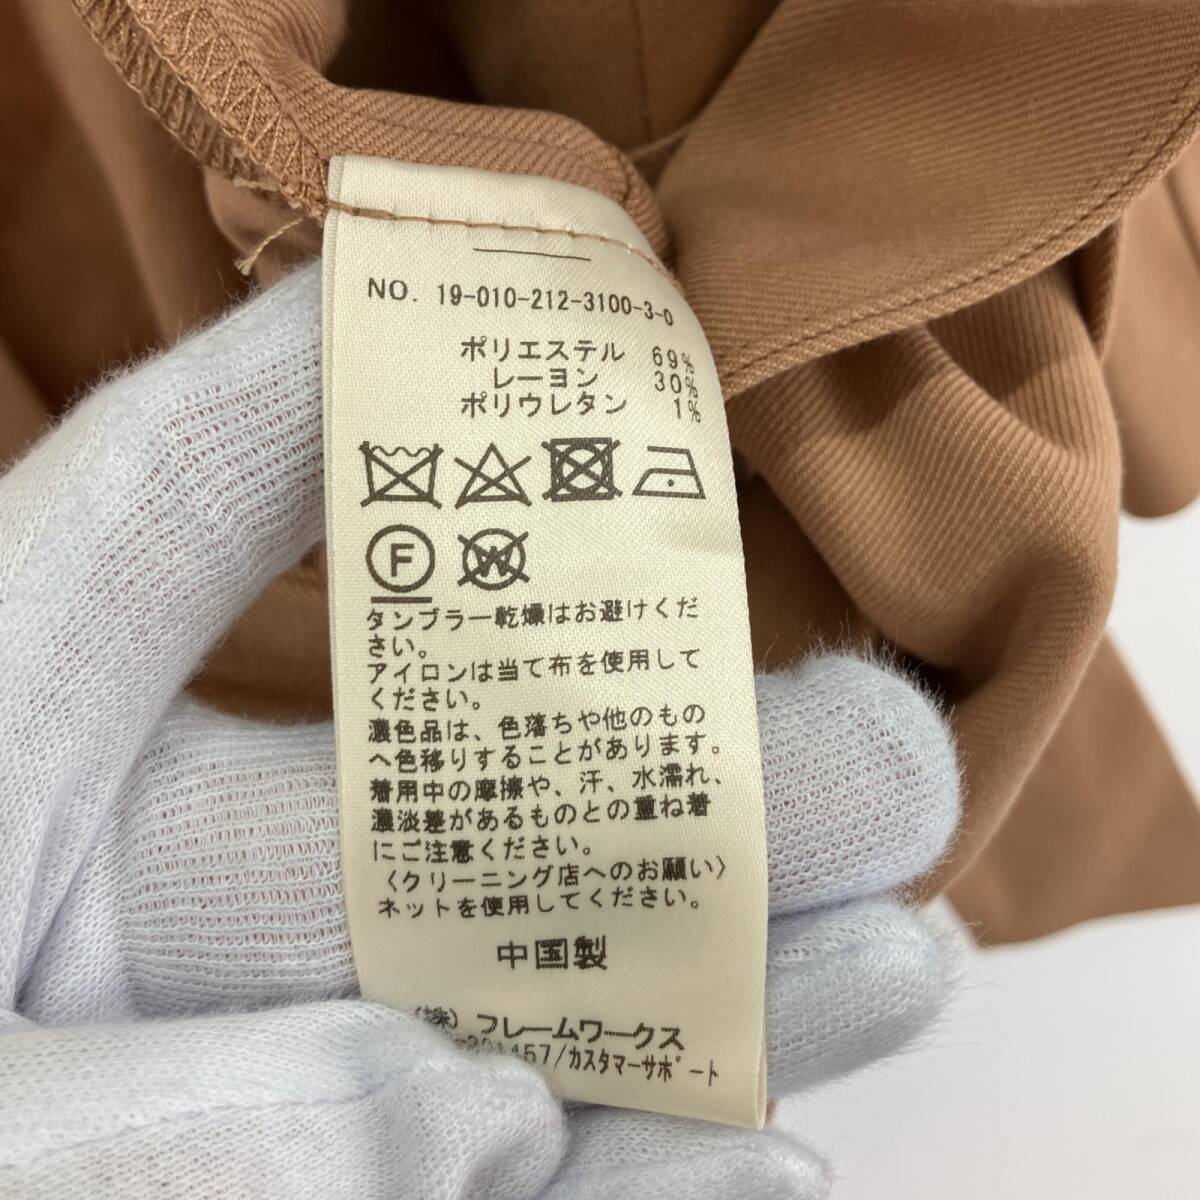 NO. 19-010-212-3100-3-0
ポリエステル 69%
レーヨン 30%
ポリウレタン 1%
F
W
タンブラー乾燥はお避けくだ
さい。
アイロンは当て布を使用して
ください。
濃色品は、色落ちや他のもの
へ色移りすることがあります。
着用中の摩擦や、汗、水濡れ、
濃淡差があるものとの重ね着
にご注意ください。
〈クリーニング店へのお願い〉
ネットを使用してください。
中国製
(株)フレームワークス
-301457/カスタマーサポート